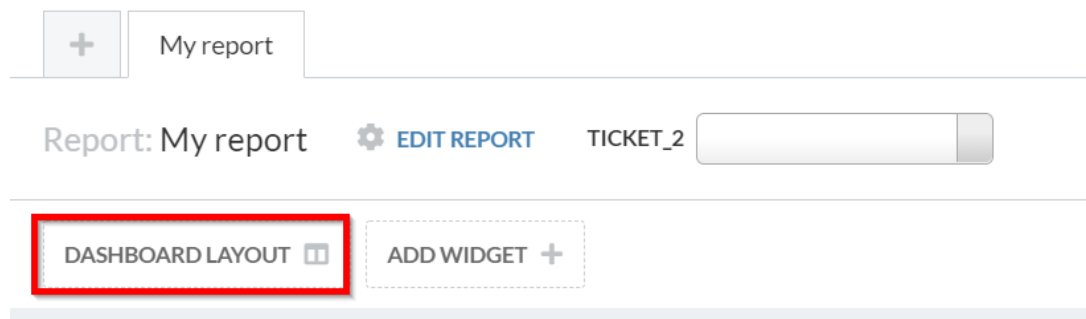 + My report
Report: My report EDIT REPORT TICKET_2
DASHBOARD LAYOUT ADD WIDGET +